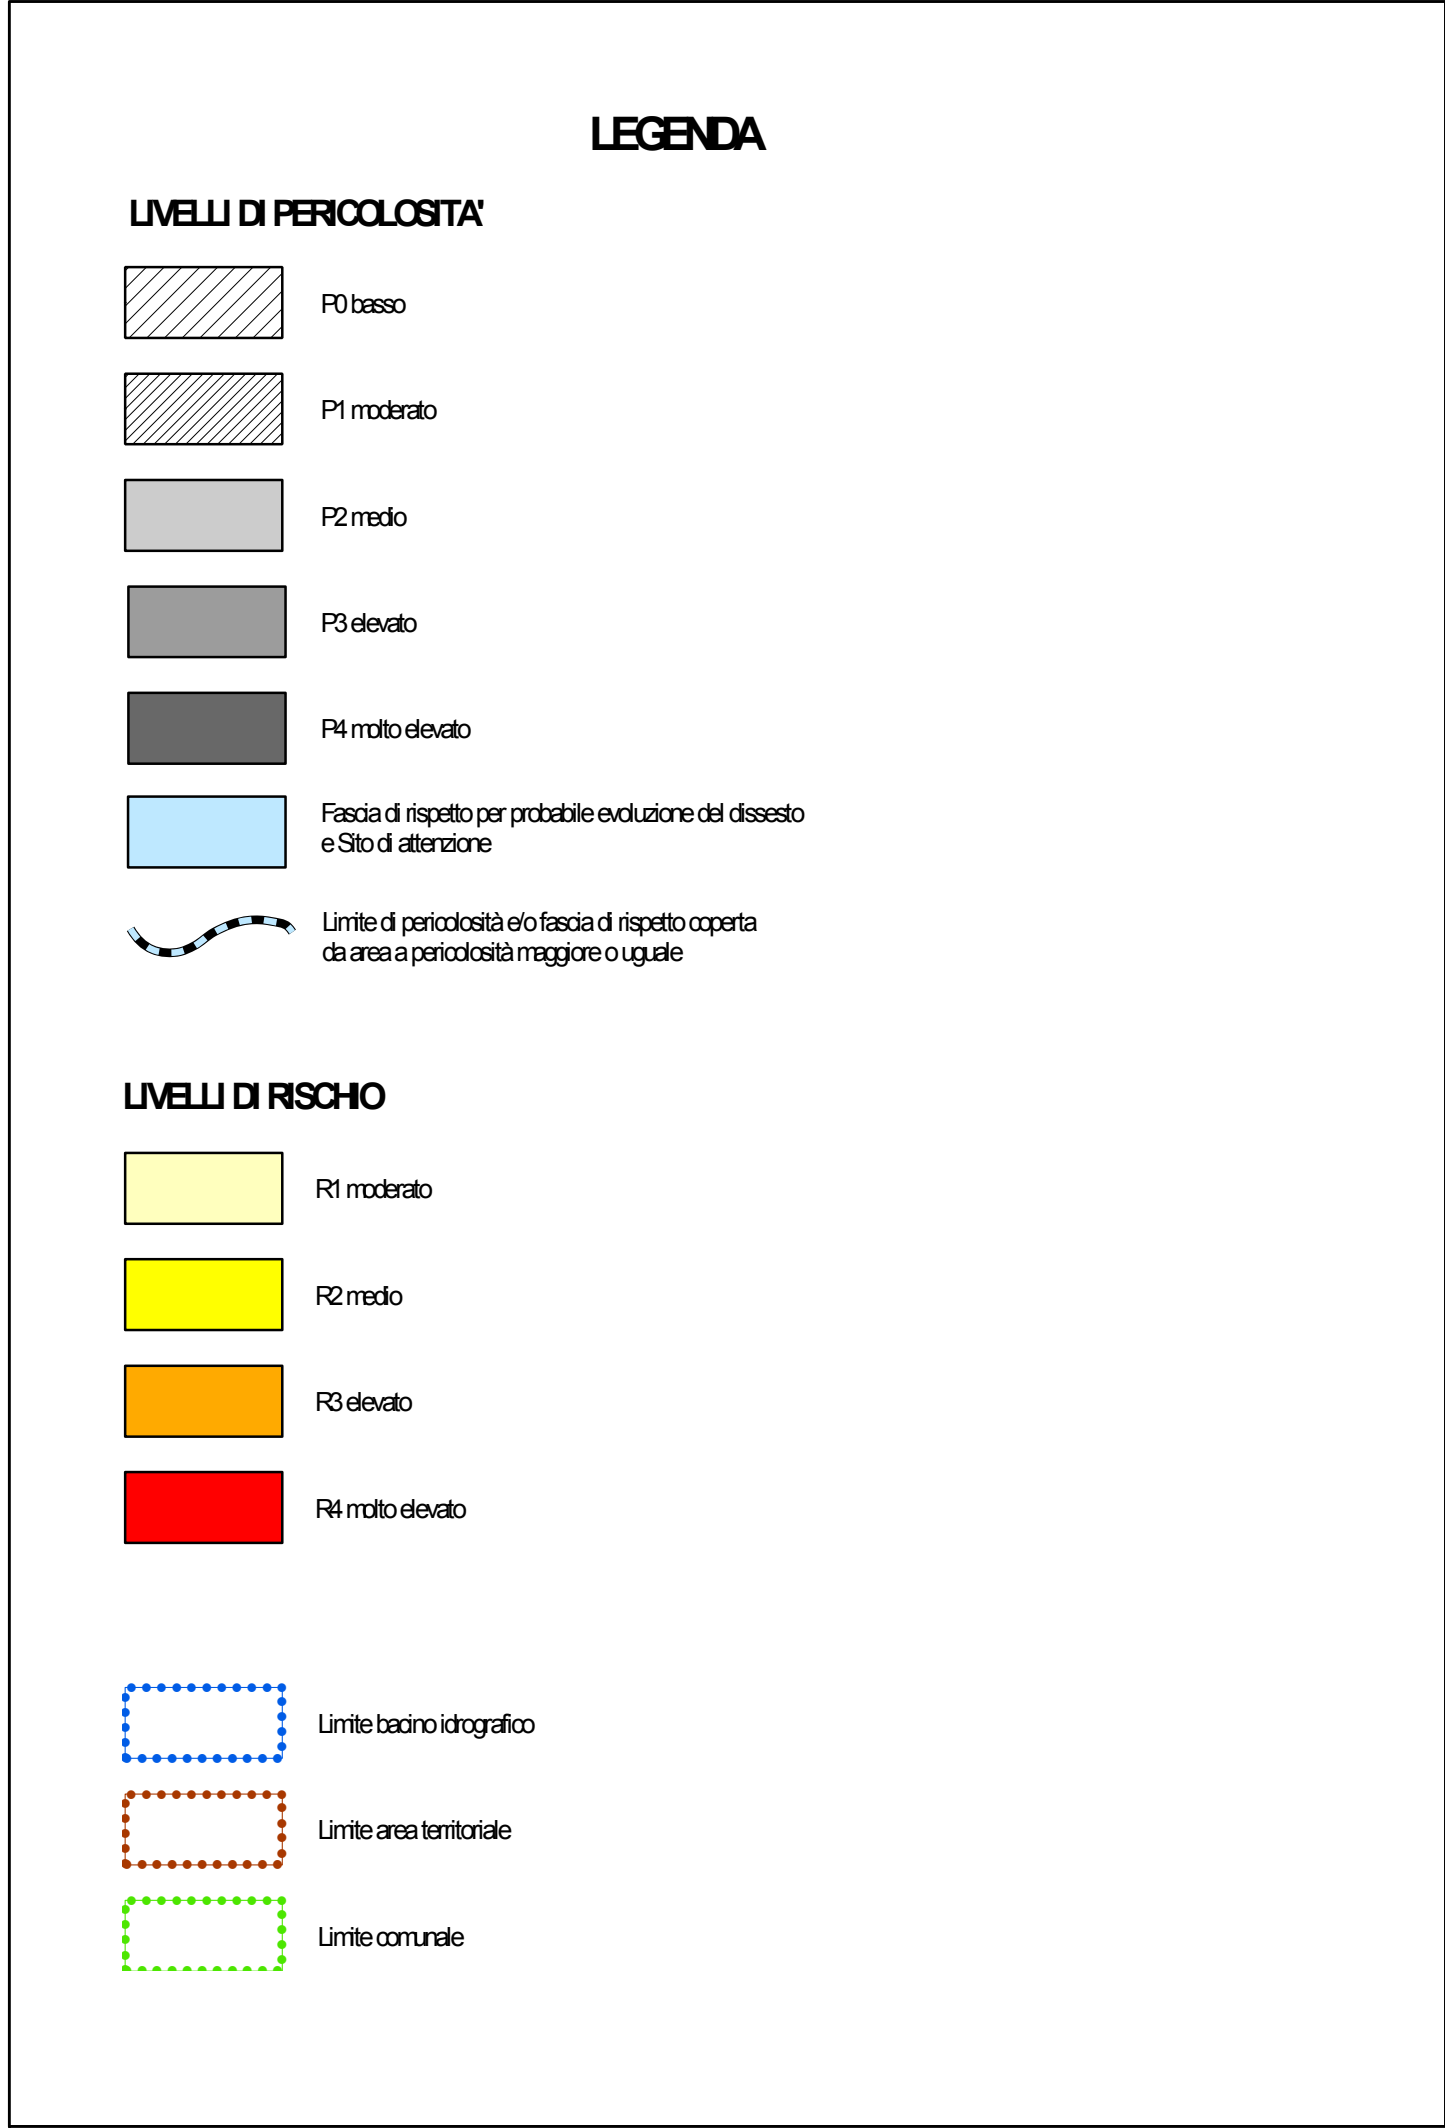 LEGENDA
LIVELLI DI PERICOLOSITA'
P0 basso
P1 moderato
P2 medio
P3 elevato
P4 molto elevato
Fascia di rispetto per probabile evoluzione del dissesto
e Sito di attenzione
Limite di pericolosità e/o fascia di rispetto coperta
da area a pericolosità maggiore o uguale
LIVELLI DI RISCHIO
R1 moderato
R2 medio
R3 elevato
R4 molto elevato
Limite bacino idrografico
Limite area territoriale
Limite comunale